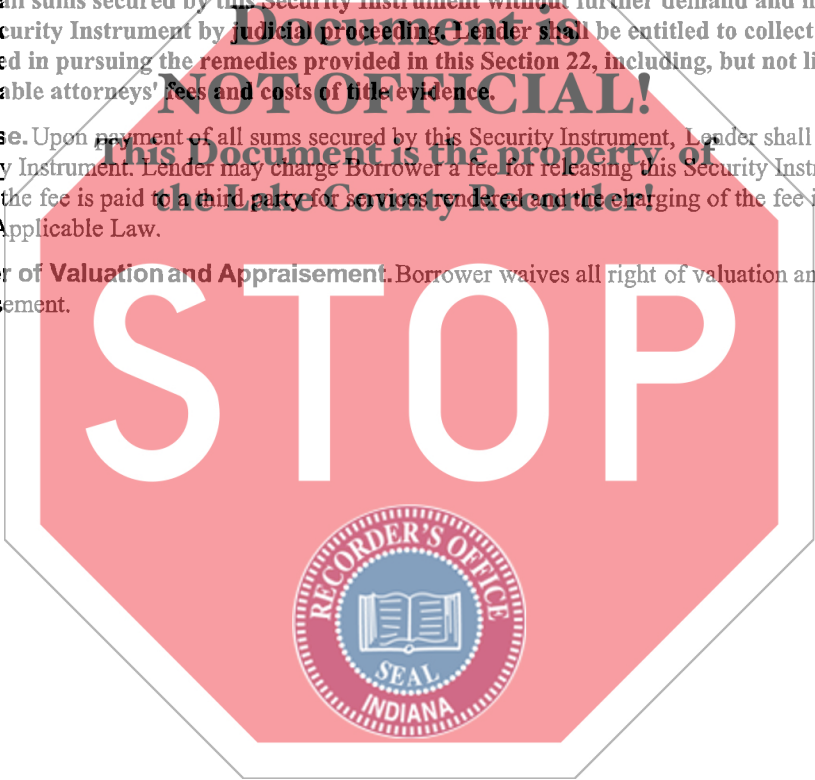 all sums secured by this Security Instrument without further demand and
curity Instrument by judicial proceeding. Lender shall be entitled to collect
ed in pursuing the remedies provided in this Section 22, including, but not li
able attorneys' fees and costs of title evidence.
Document is
NOT OFFICIAL!
This Document is the property of
the Lake County Recorder!
se. Upon payment of all sums secured by this Security Instrument, Lender shall
y Instrument. Lender may charge Borrower a fee for releasing this Security Inst
the fee is paid to a third party for services rendered and the charging of the fee i
Applicable Law.
r of Valuation and Appraisement. Borrower waives all right of valuation an
sement.
STOP
RECORDER'S OFFICE
SEAL
INDIANA